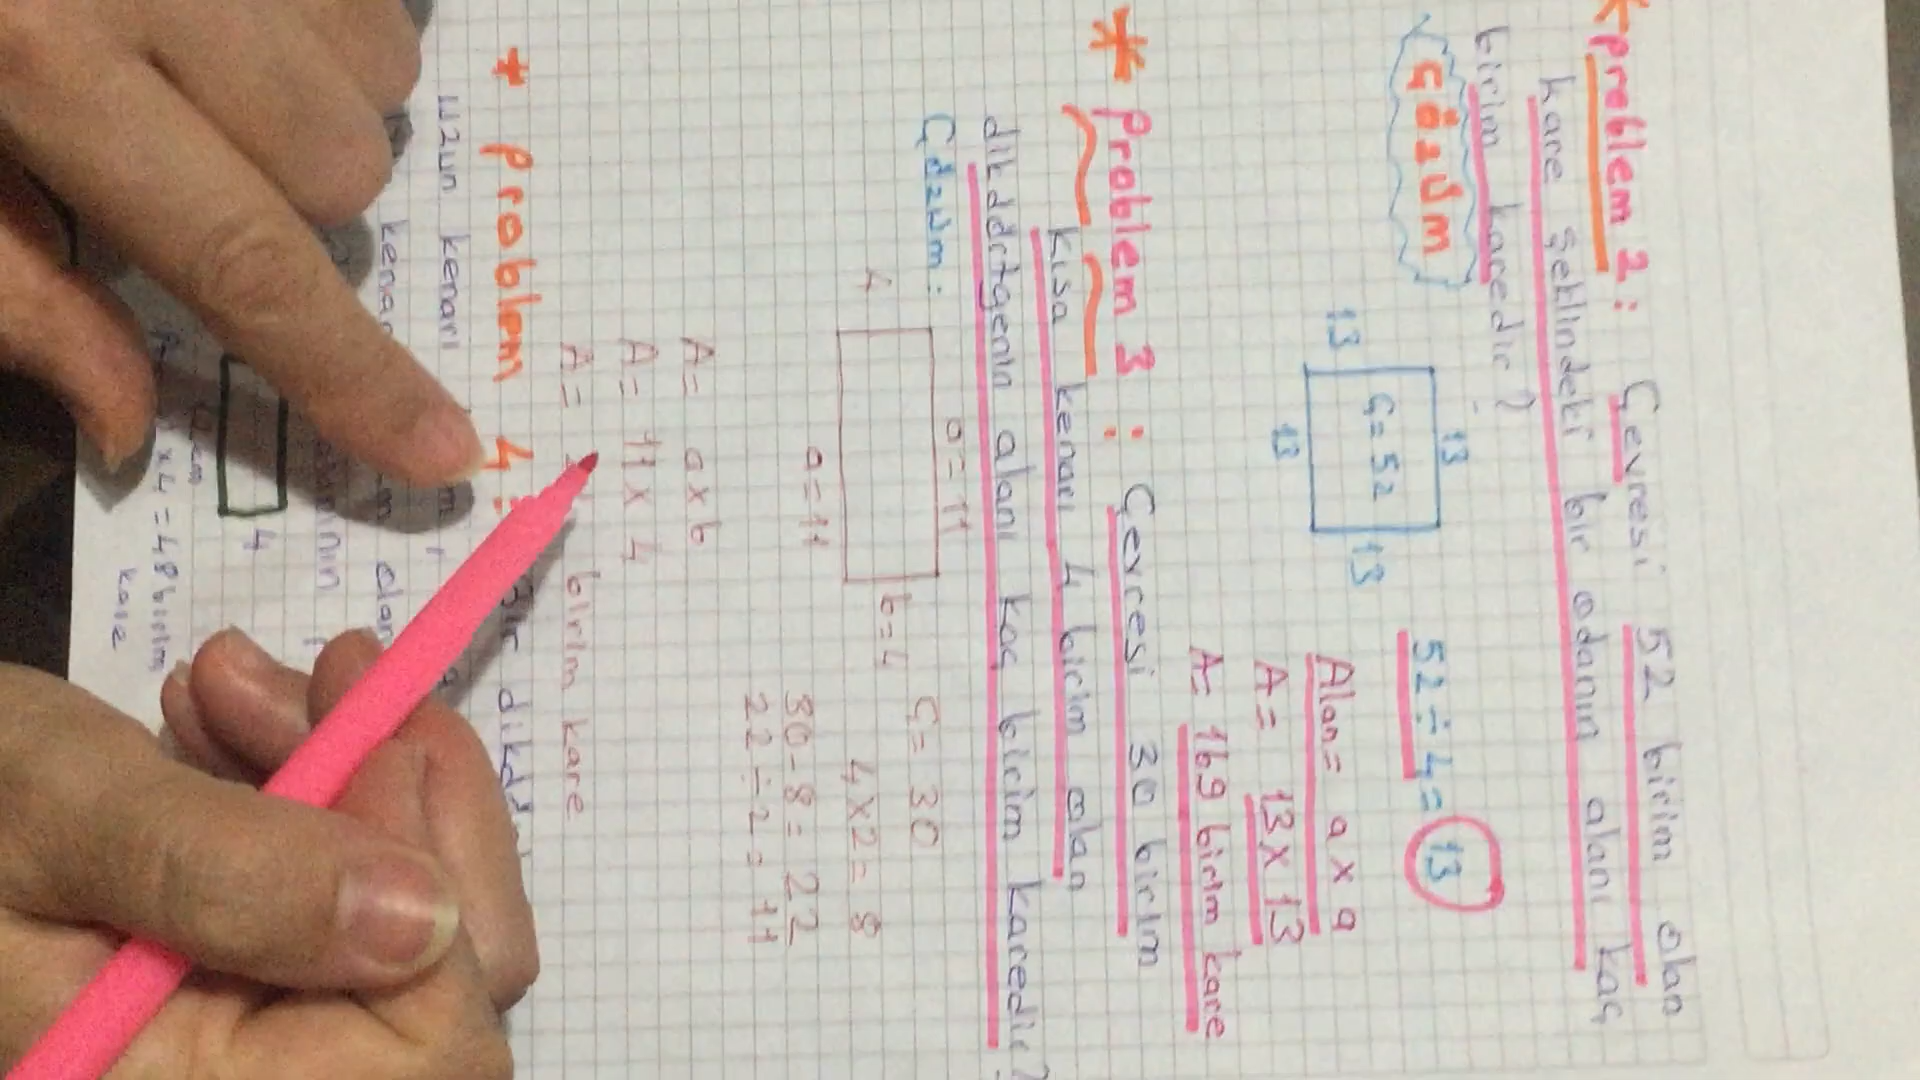 *Problem 2: Çevresi 52 birim olan
kare şeklindeki bir odanın alanı kaç
birim karedir?
Çözüm
13
Ç=52
13
13
13
52÷4=13
Alan= a x a
A= 13 x 13
A= 169 birim kare
* Problem 3: Çevresi 30 birim
kısa kenarı 4 birim olan
dikdörtgenin alanı kaç birim karedir?
Çözüm:
a=11
4
b=4
a=11
Ç=30
4x2=8
30-8=22
22÷2=11
A= a x b
A= 11 x 4
A= birim kare
* Problem 4: Bir
uzun kenarı
4
x4=48 birim
kare